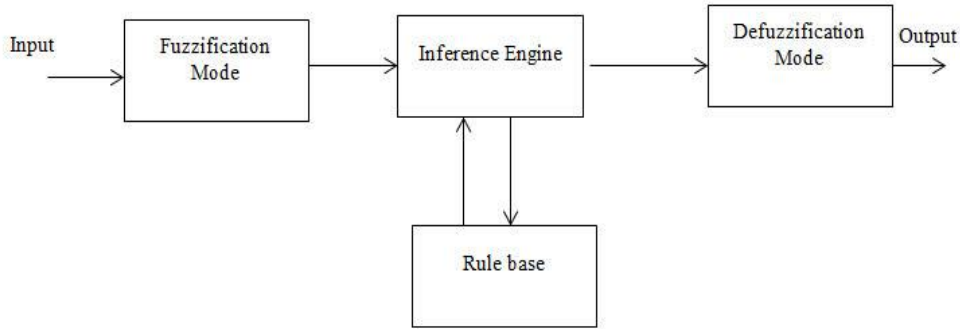 Input
Fuzzification
Mode
Inference Engine
Defuzzification
Mode
Output
Rule base